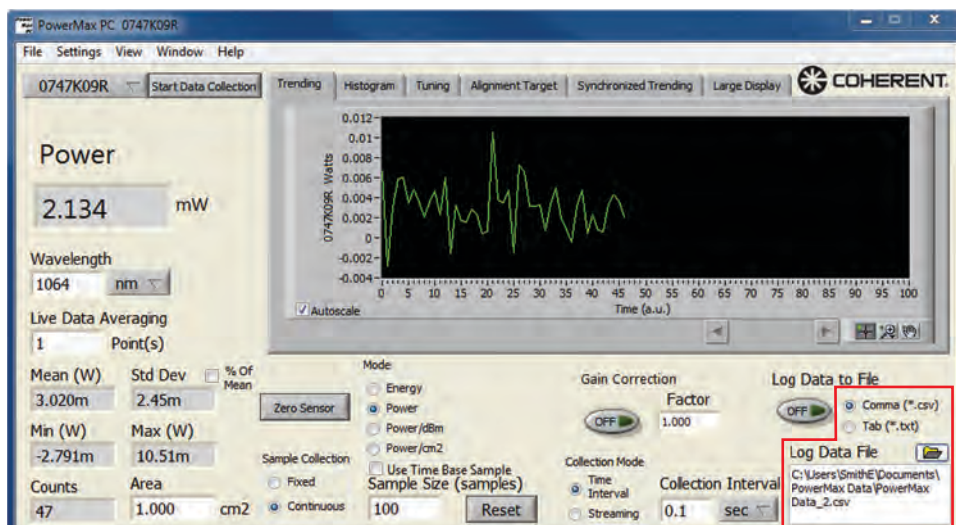 PowerMax PC 0747K09R
File Settings View Window Help
0747K09R Start Data Collection
Trending Histogram Tuning Alignment Target Synchronized Trending Large Display
COHERENT.
Power
2.134 mW
Wavelength
1064 nm
Live Data Averaging
1 Point(s)
Mean (W) Std Dev % Of Mean
3.020m 2.45m
Min (W) Max (W)
-2.791m 10.51m
Counts Area
47 1.000 cm2
0747K09R Watts
0.012
0.01
0.008
0.006
0.004
0.002
0
-0.002
-0.004
0 5 10 15 20 25 30 35 40 45 50 55 60 65 70 75 80 85 90 95 100
Time (a.u.)
Autoscale
Zero Sensor
Mode
Energy
Power
Power/dBm
Power/cm2
Use Time Base Sample
Sample Collection
Fixed
Continuous
Sample Size (samples)
100 Reset
Gain Correction
OFF
Factor
1.000
Collection Mode
Time Interval
Streaming
Collection Interval
0.1 sec
Log Data to File
OFF
Comma (*.csv)
Tab (*.txt)
Log Data File
C:\Users\SmithE\Documents\
PowerMax Data\PowerMax
Data_2.csv